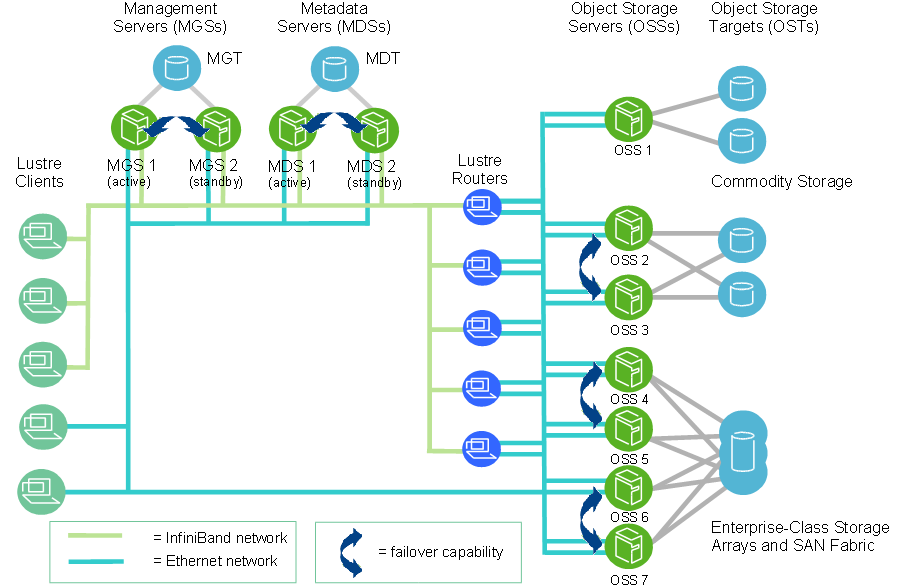 Management
Servers (MGSs)
Metadata
Servers (MDSs)
Object Storage
Servers (OSSs)
Object Storage
Targets (OSTs)
MGT
MDT
MGS 1
(active)
MGS 2
(standby)
MDS 1
(active)
MDS 2
(standby)
Lustre
Clients
Lustre
Routers
OSS 1
Commodity Storage
OSS 2
OSS 3
OSS 4
OSS 5
OSS 6
OSS 7
Enterprise-Class Storage
Arrays and SAN Fabric
= InfiniBand network
= Ethernet network
= failover capability